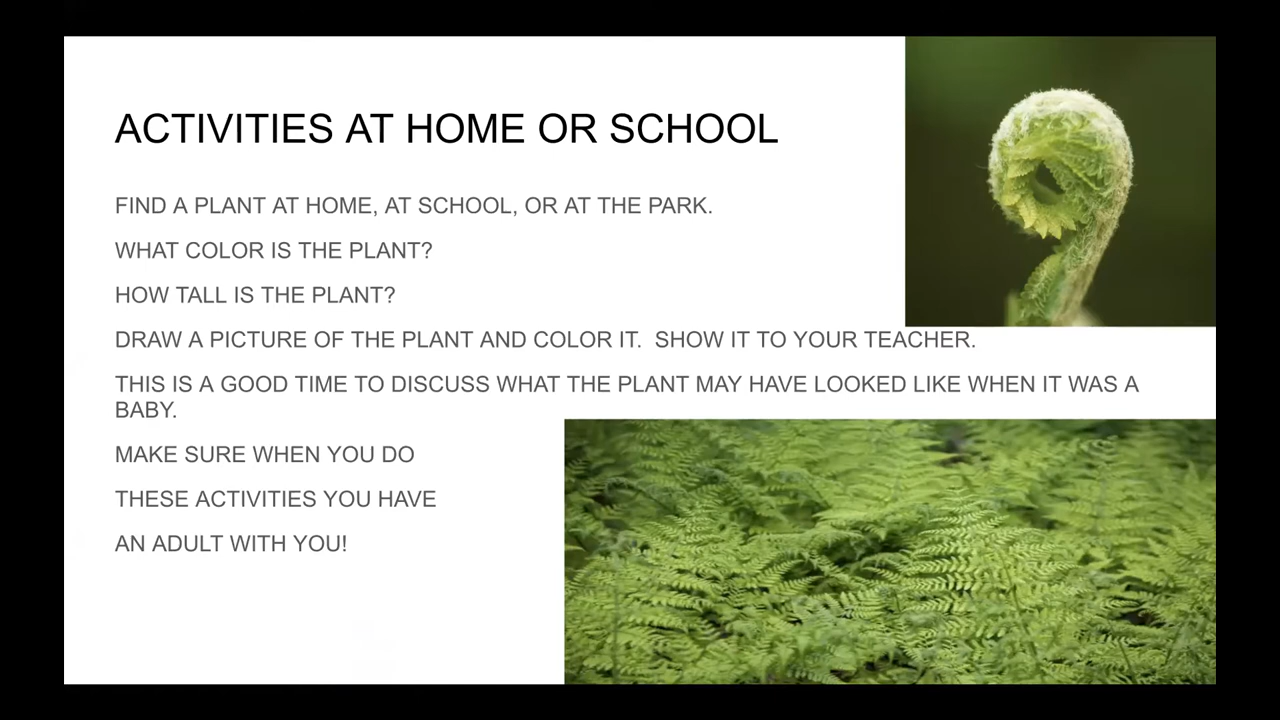 ACTIVITIES AT HOME OR SCHOOL
FIND A PLANT AT HOME, AT SCHOOL, OR AT THE PARK.
WHAT COLOR IS THE PLANT?
HOW TALL IS THE PLANT?
DRAW A PICTURE OF THE PLANT AND COLOR IT.  SHOW IT TO YOUR TEACHER.
THIS IS A GOOD TIME TO DISCUSS WHAT THE PLANT MAY HAVE LOOKED LIKE WHEN IT WAS A
BABY.
MAKE SURE WHEN YOU DO
THESE ACTIVITIES YOU HAVE
AN ADULT WITH YOU!